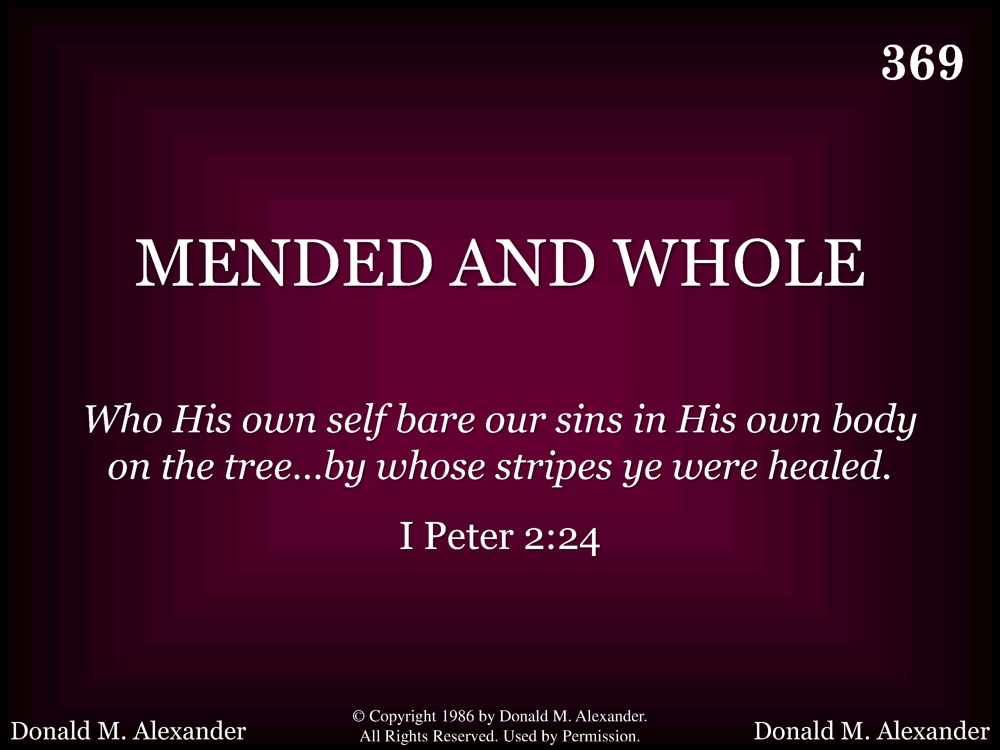 369
MENDED AND WHOLE
Who His own self bare our sins in His own body
on the tree...by whose stripes ye were healed.
I Peter 2:24
© Copyright 1986 by Donald M. Alexander.
All Rights Reserved. Used by Permission.
Donald M. Alexander
Donald M. Alexander